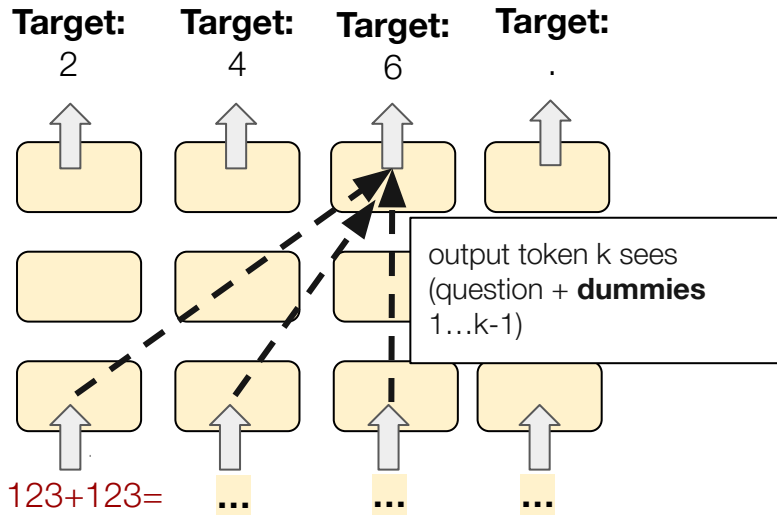 Target: Target: Target: Target:
2 4 6 .
output token k sees
(question + dummies
1...k-1)
123+123= ... ... ...